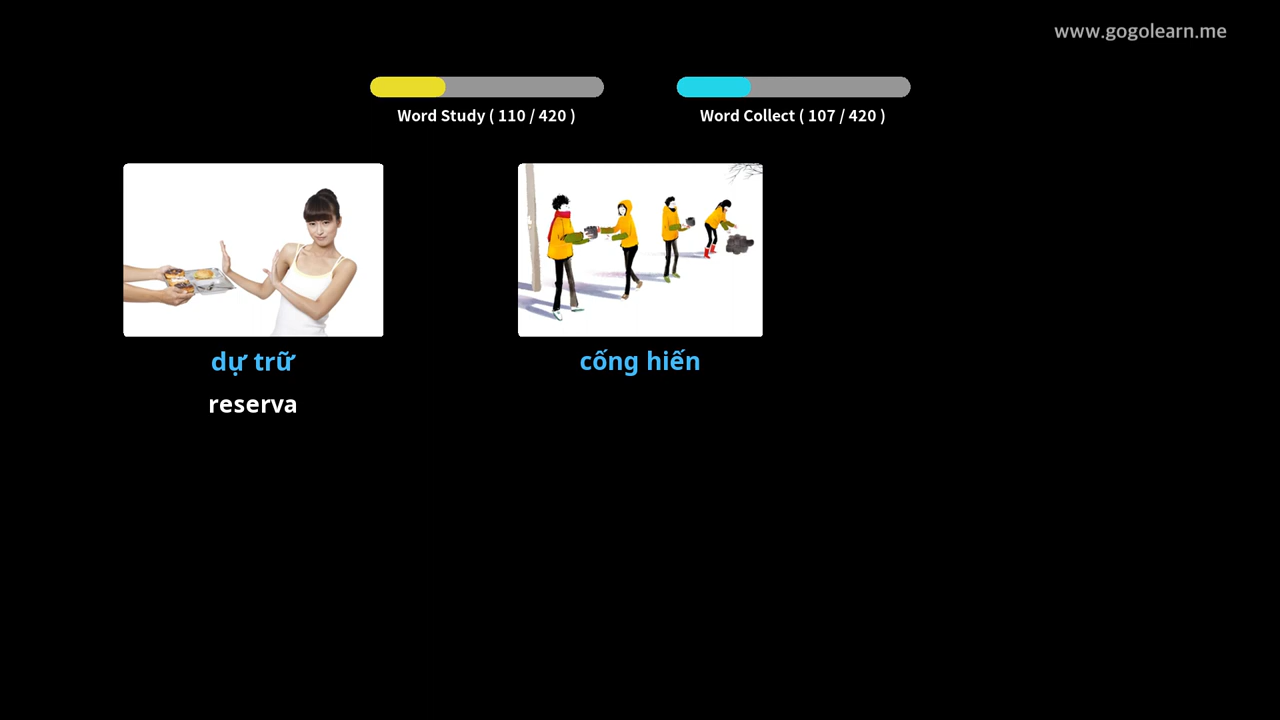 www.gogolearn.me
Word Study ( 110 / 420 )
Word Collect ( 107 / 420 )
dự trữ
cống hiến
reserva